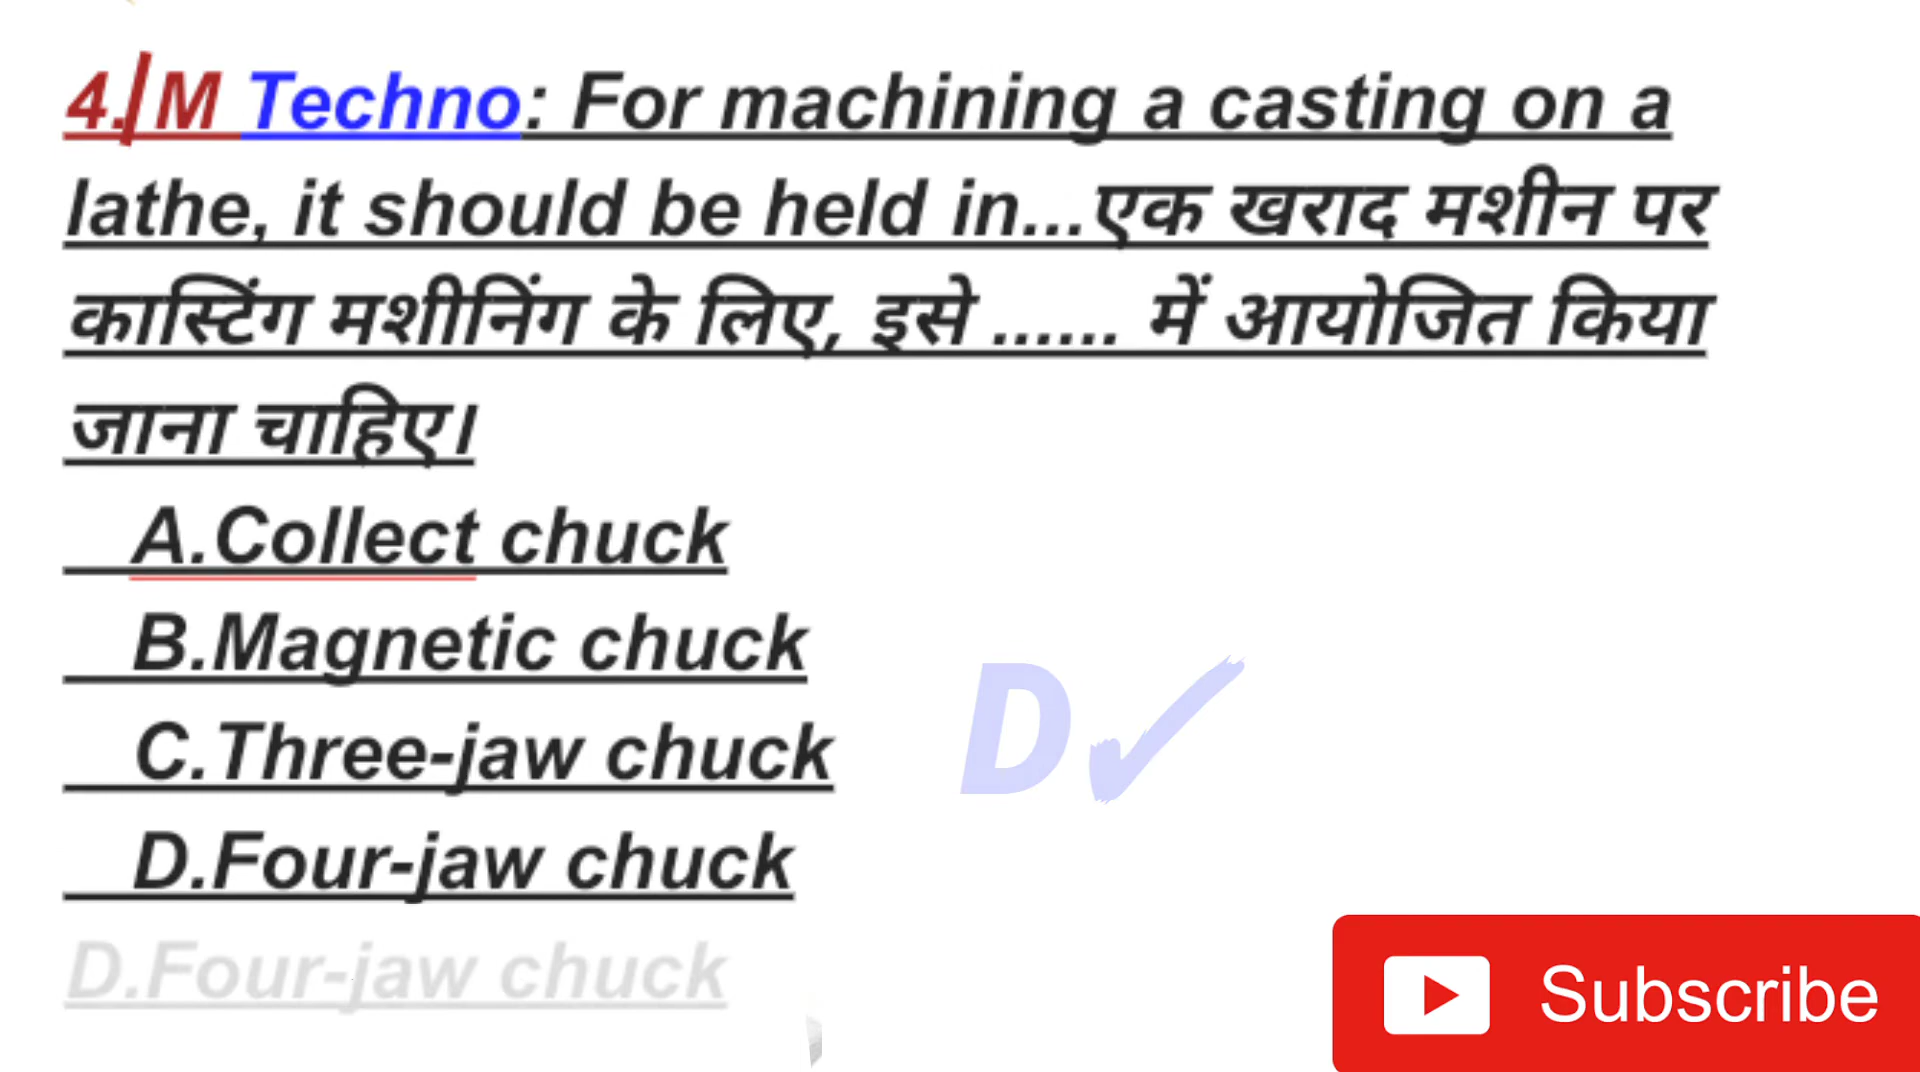 4./M Techno: For machining a casting on a
lathe, it should be held in...एक खराद मशीन पर
कास्टिंग मशीनिंग के लिए, इसे ...... में आयोजित किया
जाना चाहिए।
A.Collect chuck
B.Magnetic chuck
C.Three-jaw chuck
D✓
D.Four-jaw chuck
D.Four-jaw chuck
Subscribe